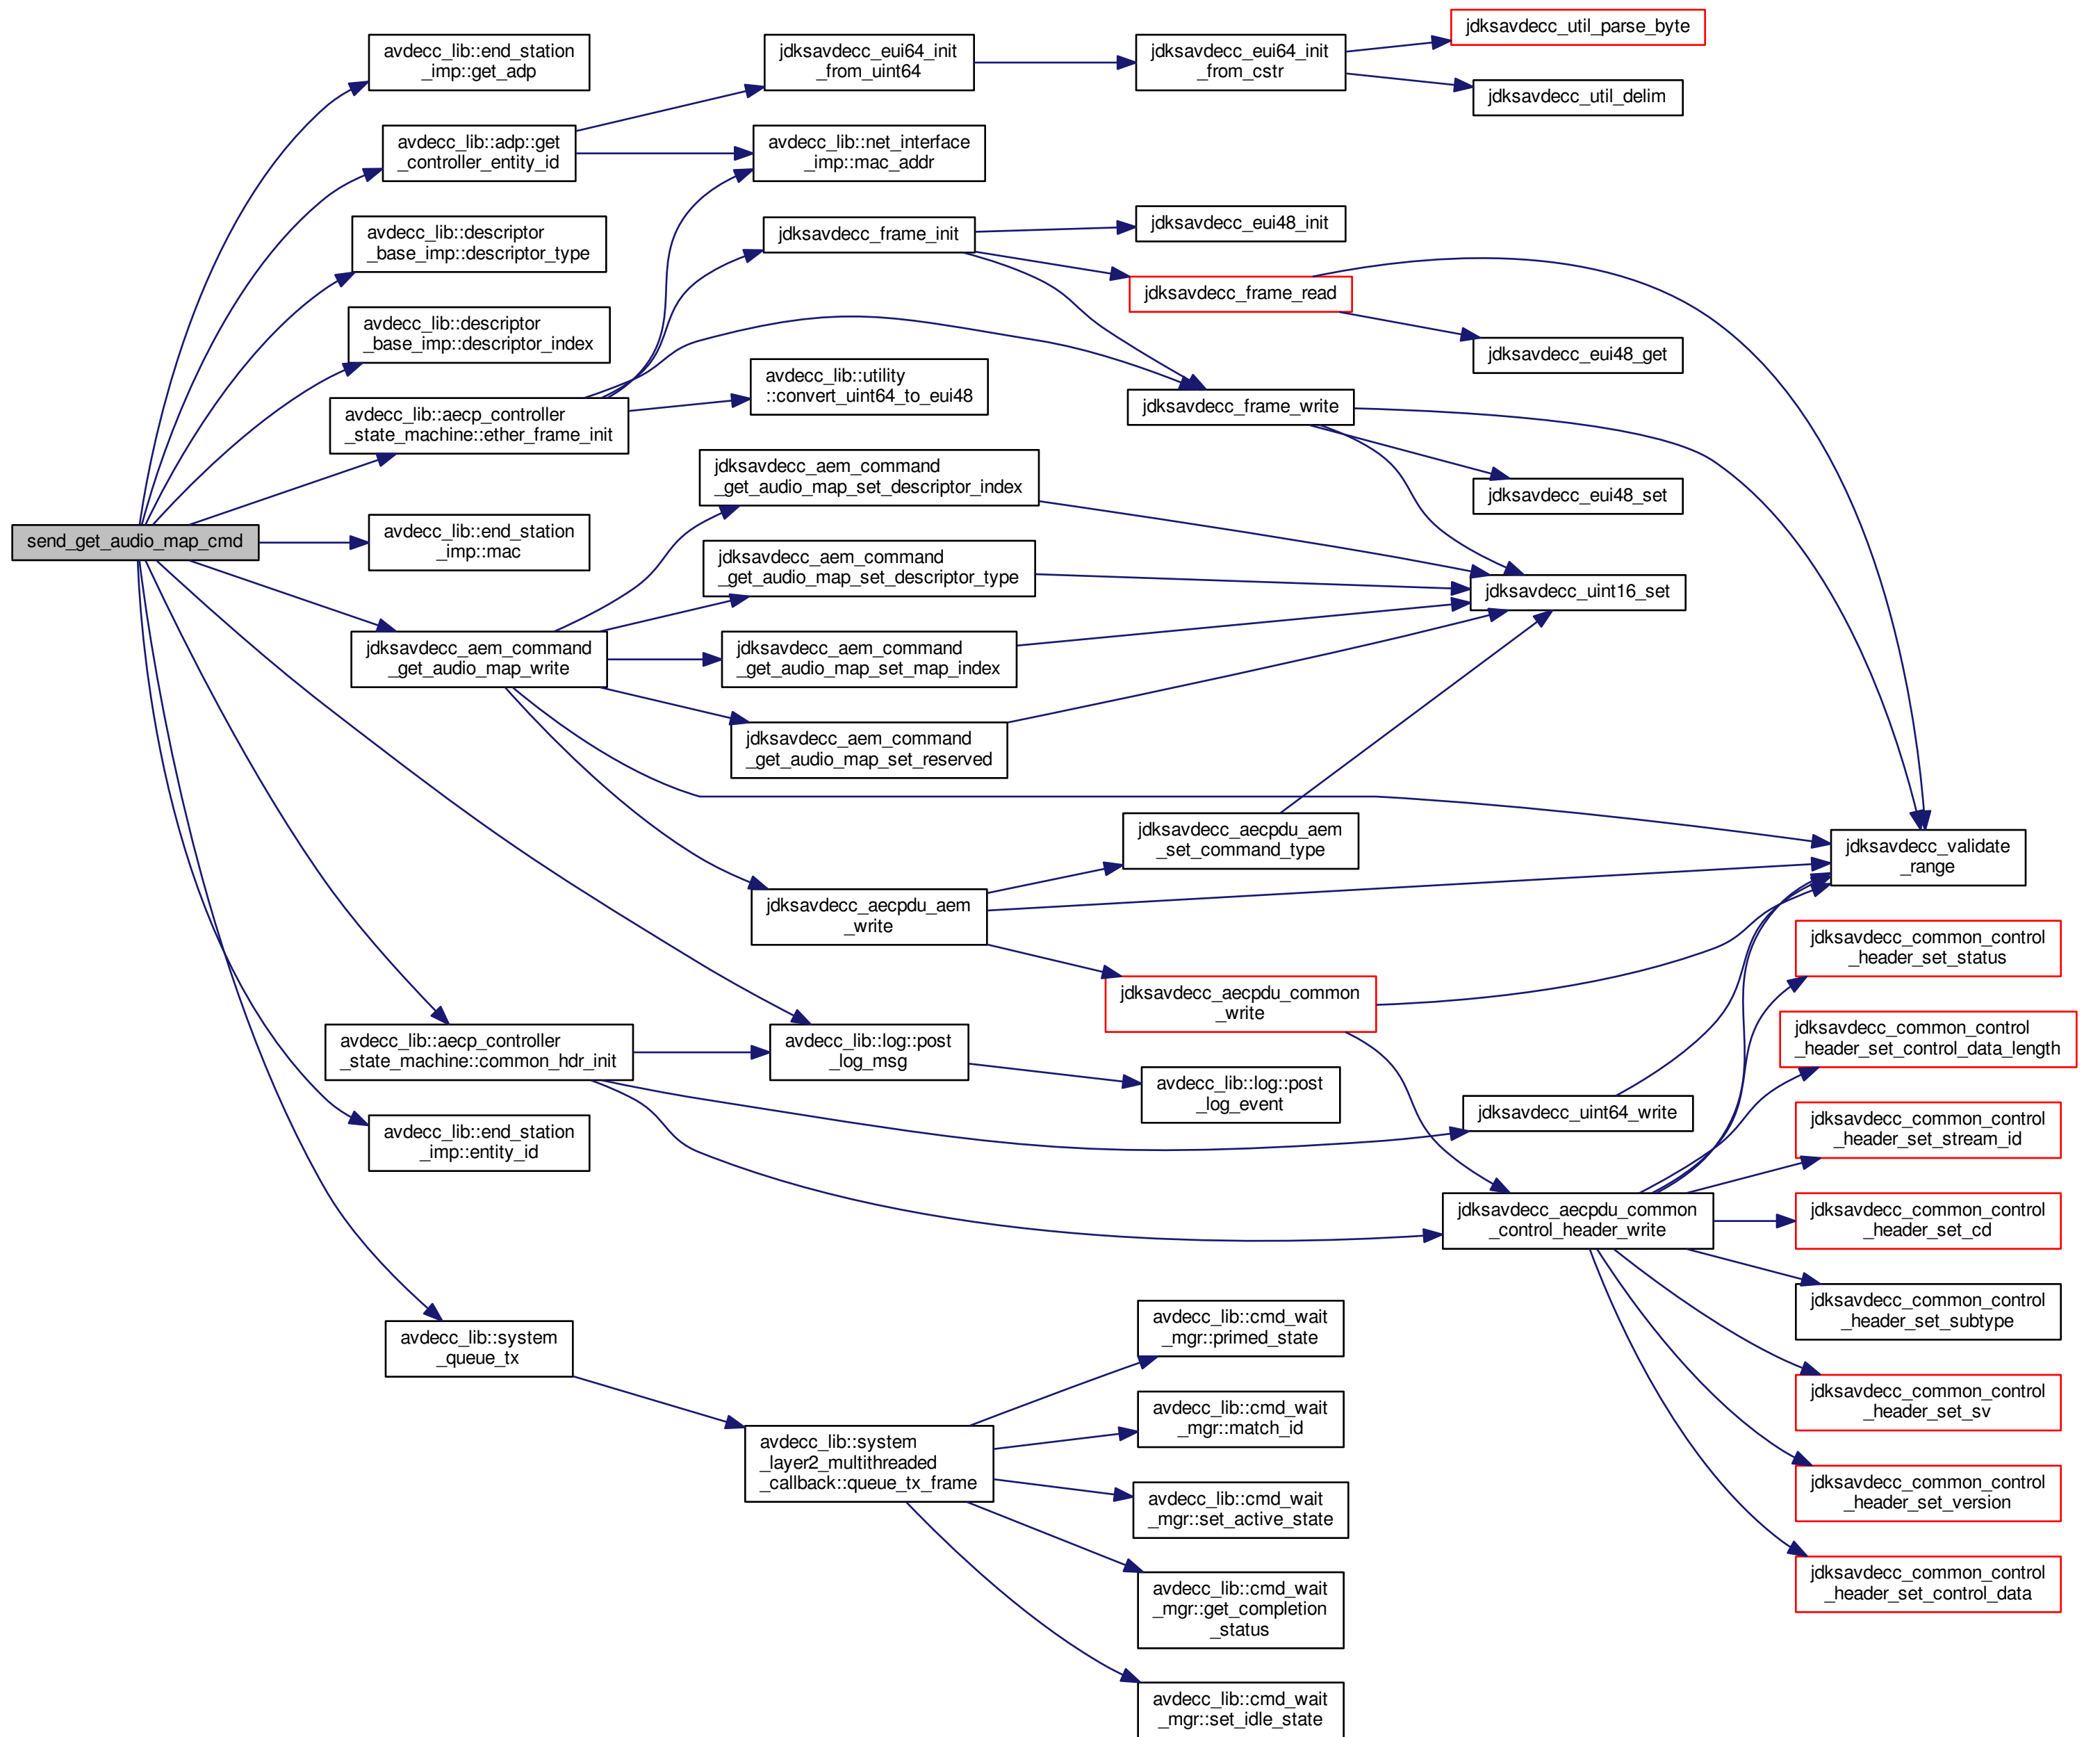 send_get_audio_map_cmd
avdecc_lib::end_station
_imp::get_adp
avdecc_lib::adp::get
_controller_entity_id
avdecc_lib::descriptor
_base_imp::descriptor_type
avdecc_lib::descriptor
_base_imp::descriptor_index
avdecc_lib::aecp_controller
_state_machine::ether_frame_init
avdecc_lib::end_station
_imp::mac
jdksavdecc_aem_command
_get_audio_map_write
avdecc_lib::aecp_controller
_state_machine::common_hdr_init
avdecc_lib::end_station
_imp::entity_id
avdecc_lib::system
_queue_tx
jdksavdecc_eui64_init
_from_uint64
avdecc_lib::net_interface
_imp::mac_addr
jdksavdecc_frame_init
avdecc_lib::utility
::convert_uint64_to_eui48
jdksavdecc_aem_command
_get_audio_map_set_descriptor_index
jdksavdecc_aem_command
_get_audio_map_set_descriptor_type
jdksavdecc_aem_command
_get_audio_map_set_map_index
jdksavdecc_aem_command
_get_audio_map_set_reserved
jdksavdecc_aecpdu_aem
_write
avdecc_lib::log::post
_log_msg
avdecc_lib::system
_layer2_multithreaded
_callback::queue_tx_frame
jdksavdecc_eui64_init
_from_cstr
jdksavdecc_eui48_init
jdksavdecc_frame_read
jdksavdecc_frame_write
jdksavdecc_aecpdu_aem
_set_command_type
jdksavdecc_aecpdu_common
_write
avdecc_lib::log::post
_log_event
avdecc_lib::cmd_wait
_mgr::primed_state
avdecc_lib::cmd_wait
_mgr::match_id
avdecc_lib::cmd_wait
_mgr::set_active_state
avdecc_lib::cmd_wait
_mgr::get_completion
_status
avdecc_lib::cmd_wait
_mgr::set_idle_state
jdksavdecc_util_parse_byte
jdksavdecc_util_delim
jdksavdecc_eui48_get
jdksavdecc_eui48_set
jdksavdecc_uint16_set
jdksavdecc_uint64_write
jdksavdecc_aecpdu_common
_control_header_write
jdksavdecc_validate
_range
jdksavdecc_common_control
_header_set_status
jdksavdecc_common_control
_header_set_control_data_length
jdksavdecc_common_control
_header_set_stream_id
jdksavdecc_common_control
_header_set_cd
jdksavdecc_common_control
_header_set_subtype
jdksavdecc_common_control
_header_set_sv
jdksavdecc_common_control
_header_set_version
jdksavdecc_common_control
_header_set_control_data